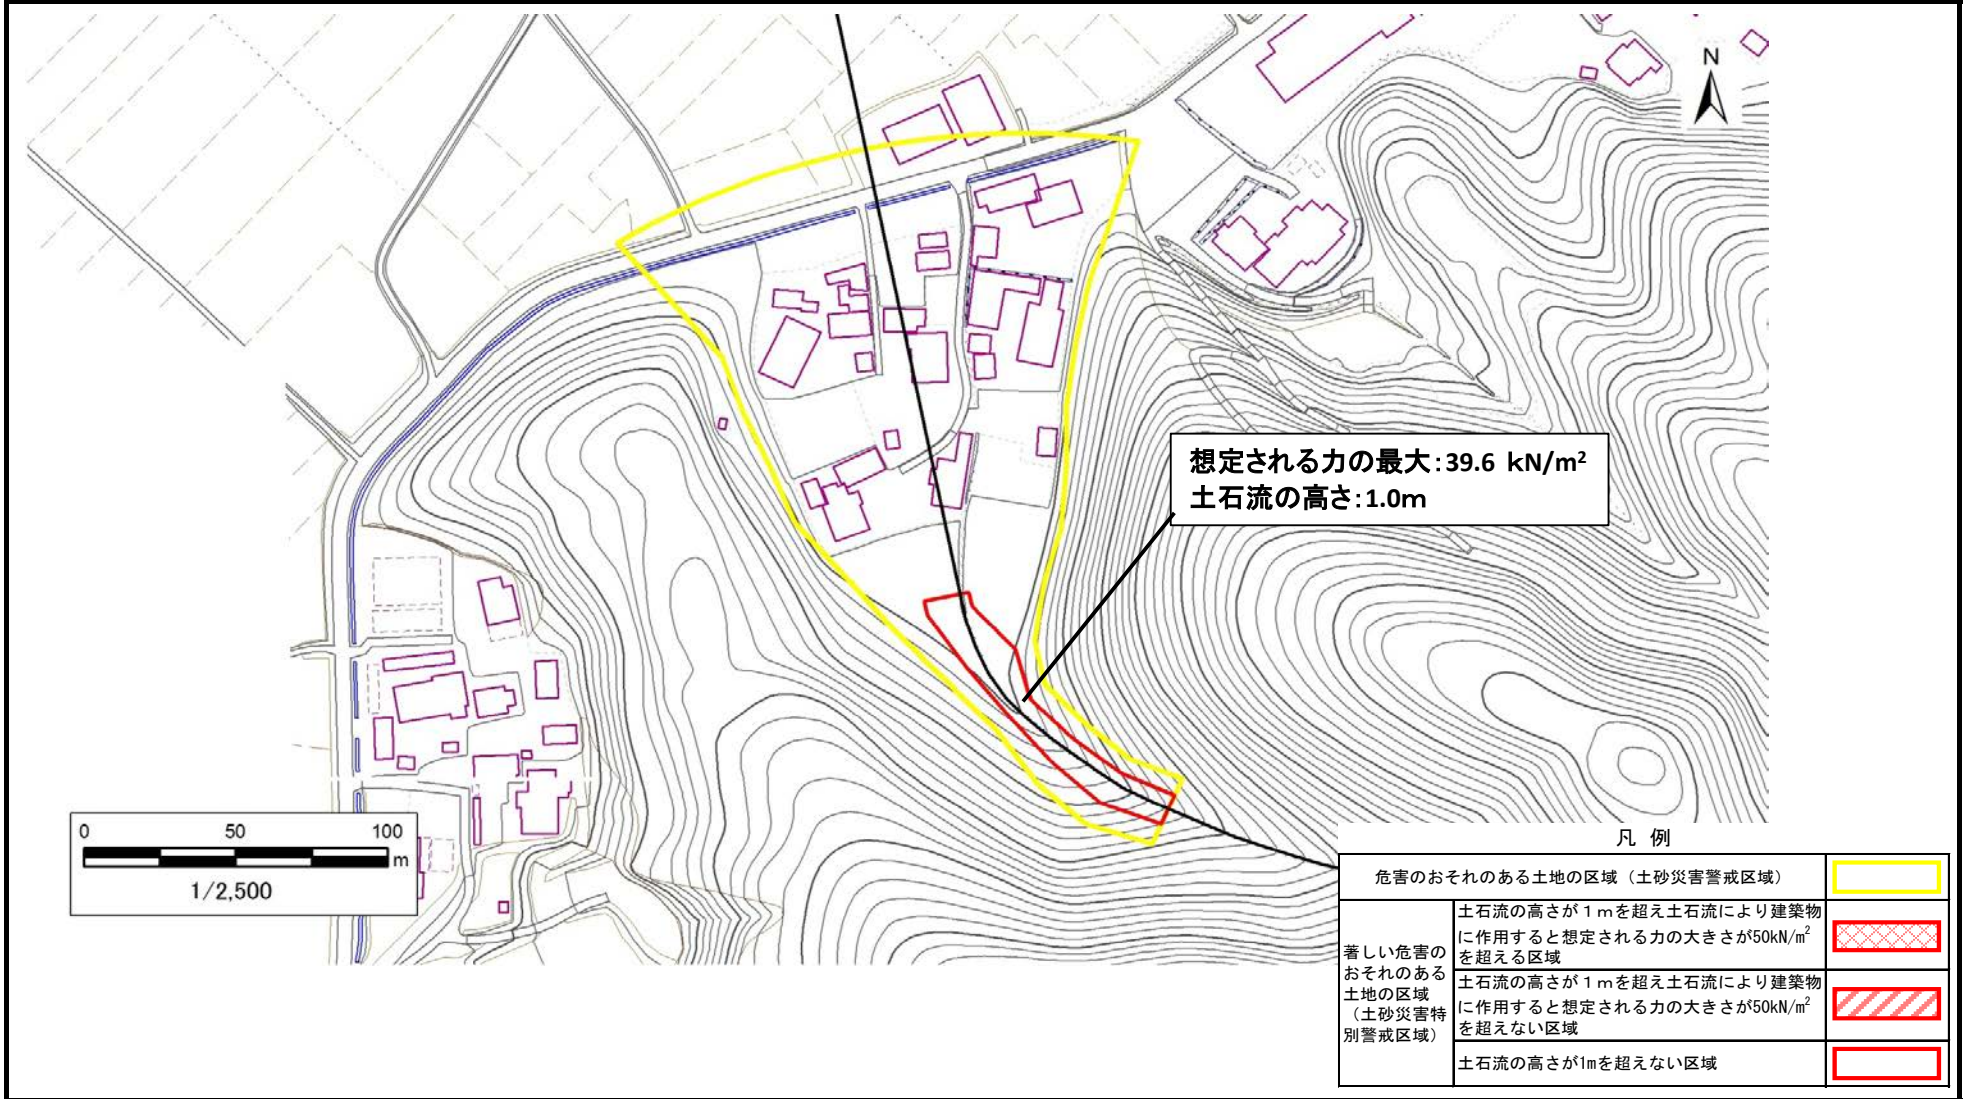 N
想定される力の最大:39.6 kN/m²
土石流の高さ:1.0m
0 50 100
m
1/2,500
凡 例
危害のおそれのある土地の区域（土砂災害警戒区域）
著しい危害の
おそれのある
土地の区域
（土砂災害特
別警戒区域）
土石流の高さが１ｍを超え土石流により建築物
に作用すると想定される力の大きさが50kN/m²
を超える区域
土石流の高さが１ｍを超え土石流により建築物
に作用すると想定される力の大きさが50kN/m²
を超えない区域
土石流の高さが1mを超えない区域